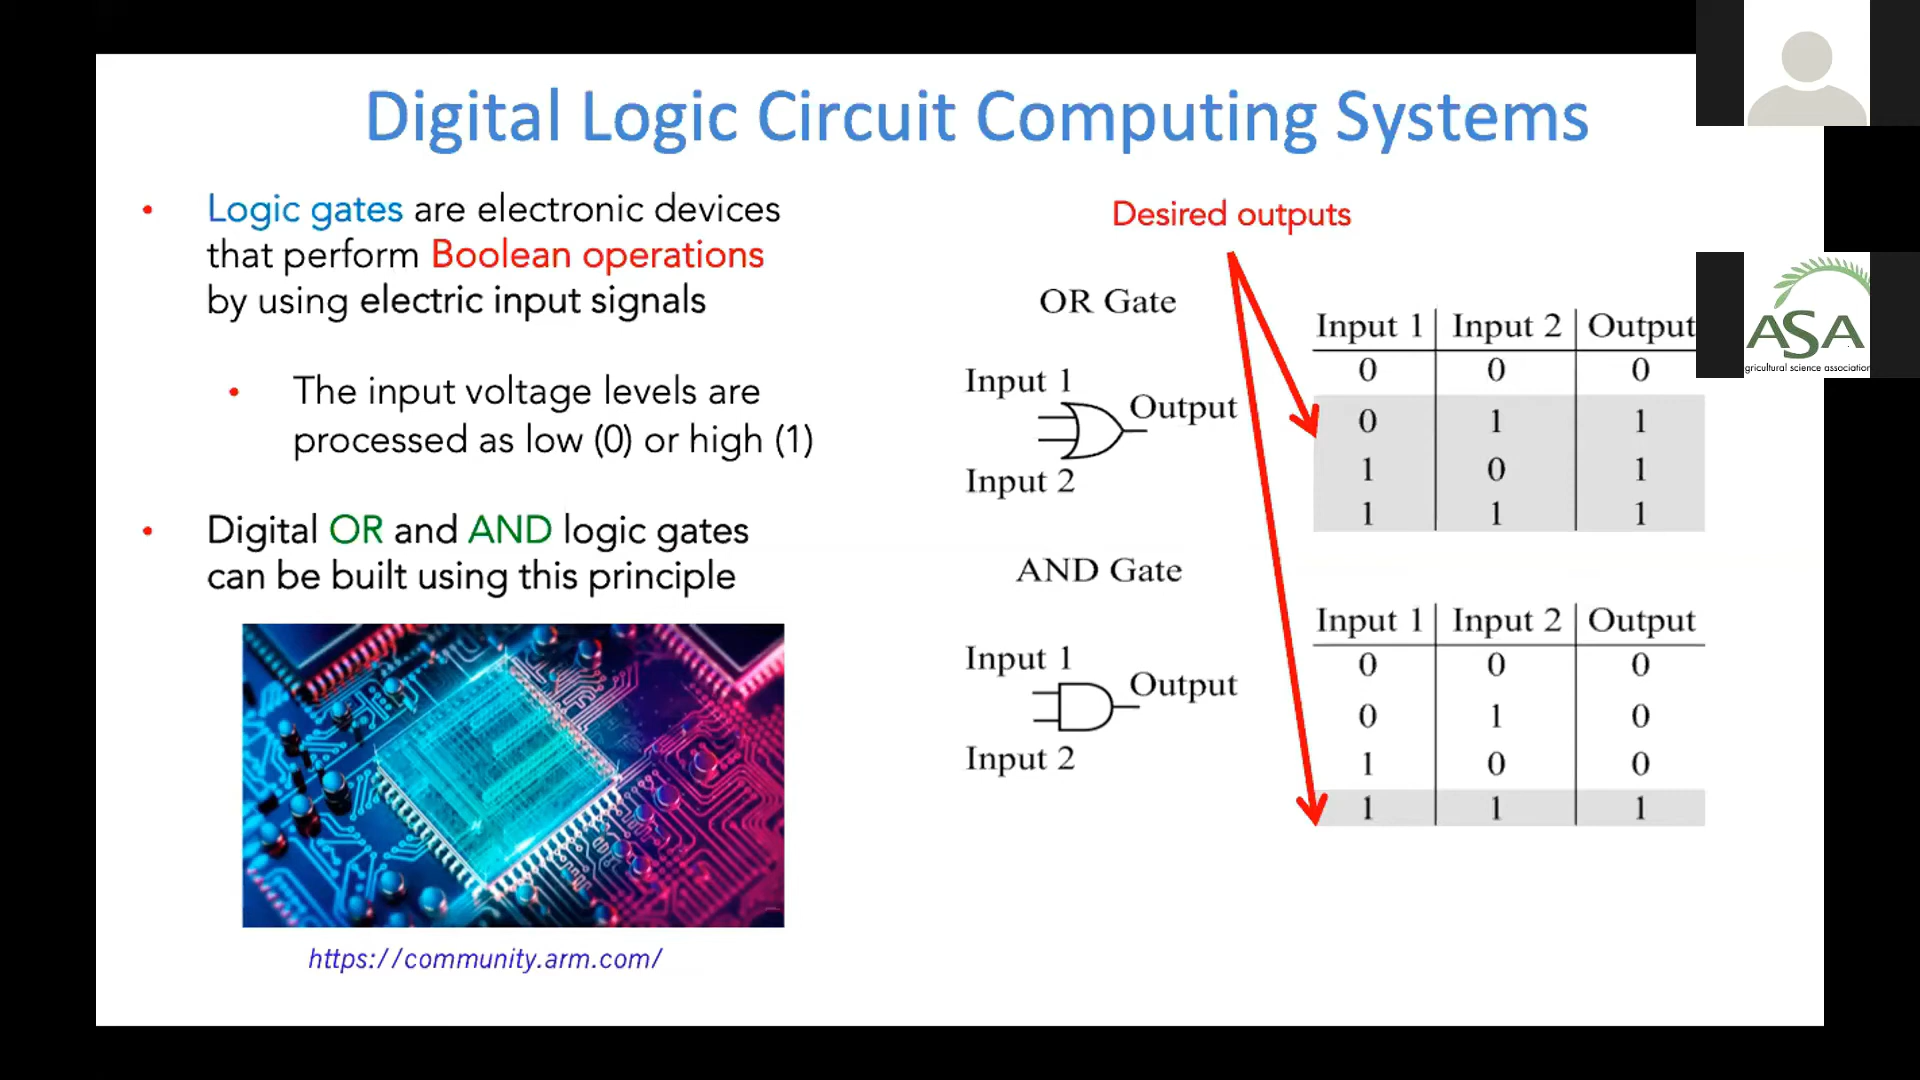 Digital Logic Circuit Computing Systems
• Logic gates are electronic devices
that perform Boolean operations
by using electric input signals
• The input voltage levels are
processed as low (0) or high (1)
• Digital OR and AND logic gates
can be built using this principle
https://community.arm.com/
Desired outputs
OR Gate
Input 1
Output
Input 2
Input 1 Input 2 Output
0 0 0
0 1 1
1 0 1
1 1 1
AND Gate
Input 1
Output
Input 2
Input 1 Input 2 Output
0 0 0
0 1 0
1 0 0
1 1 1
ASA
gricultural science association